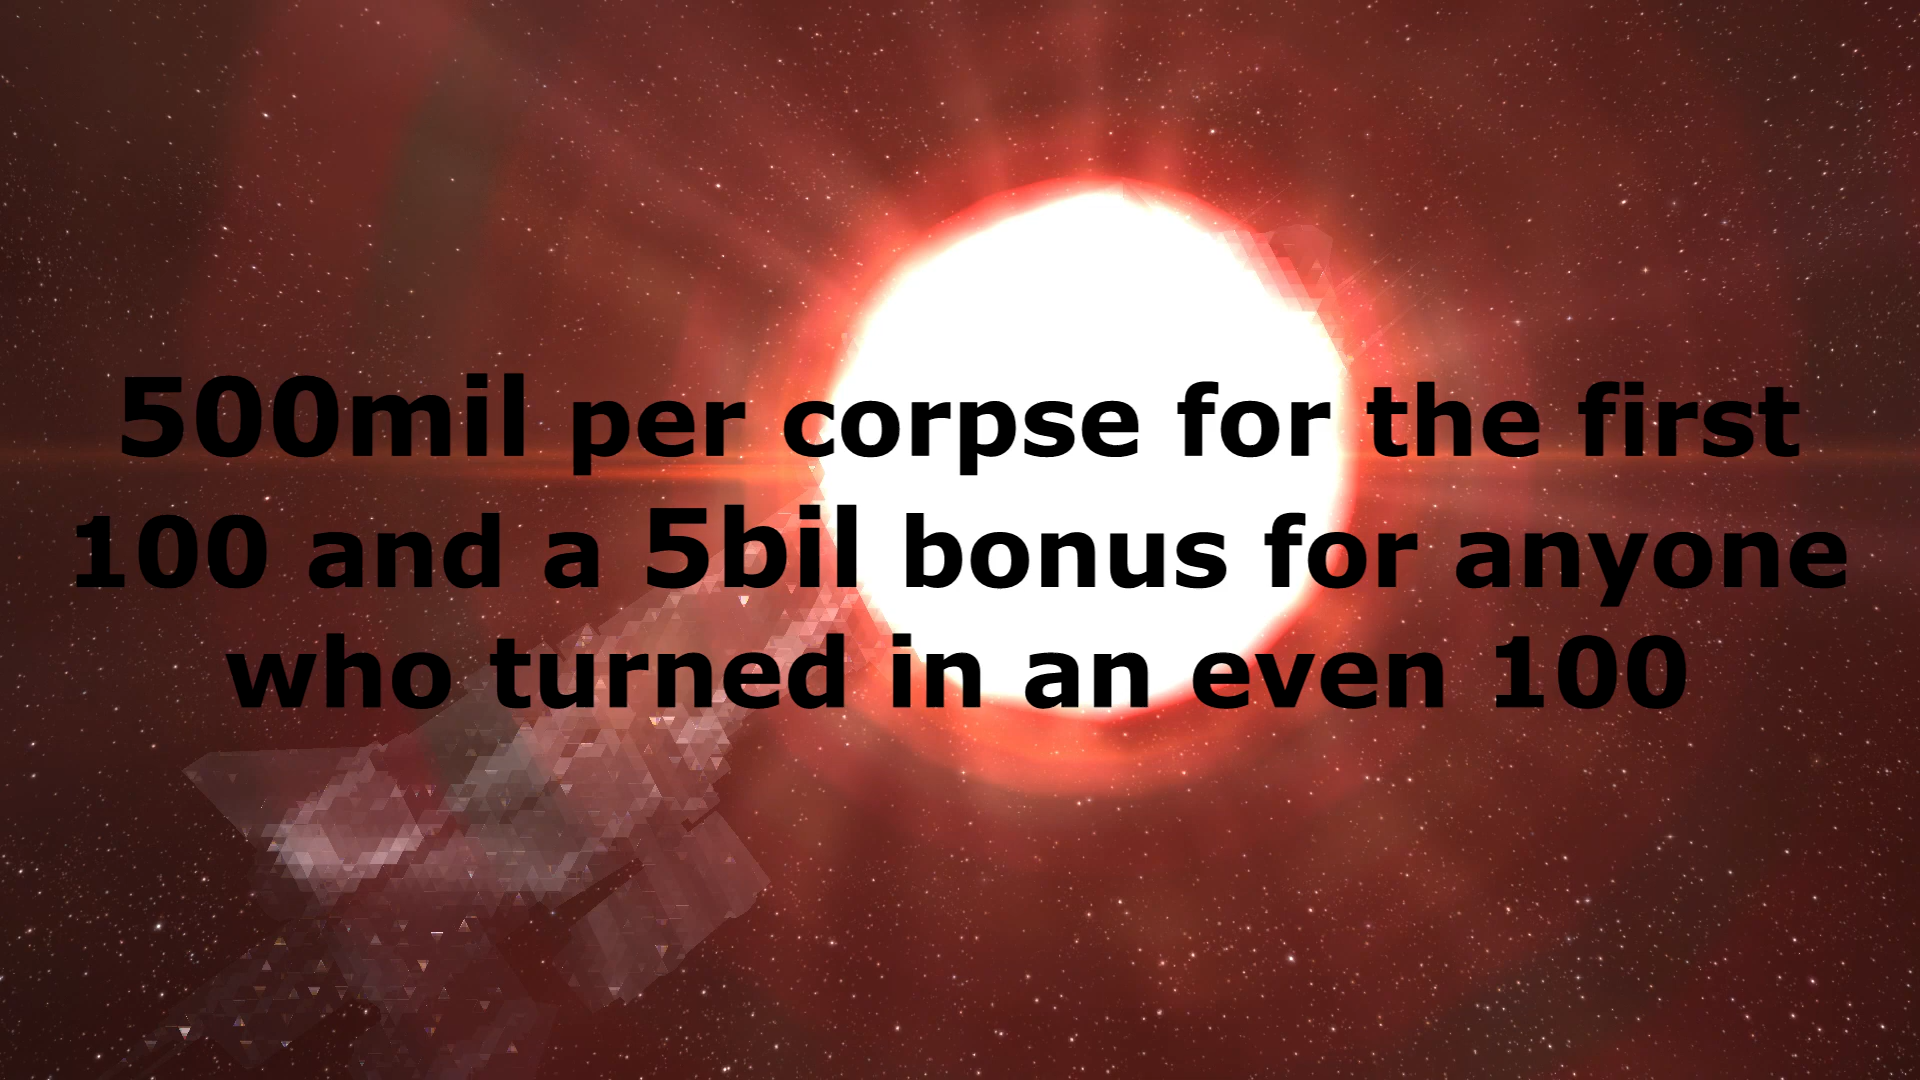 500mil per corpse for the first
100 and a 5bil bonus for anyone
who turned in an even 100